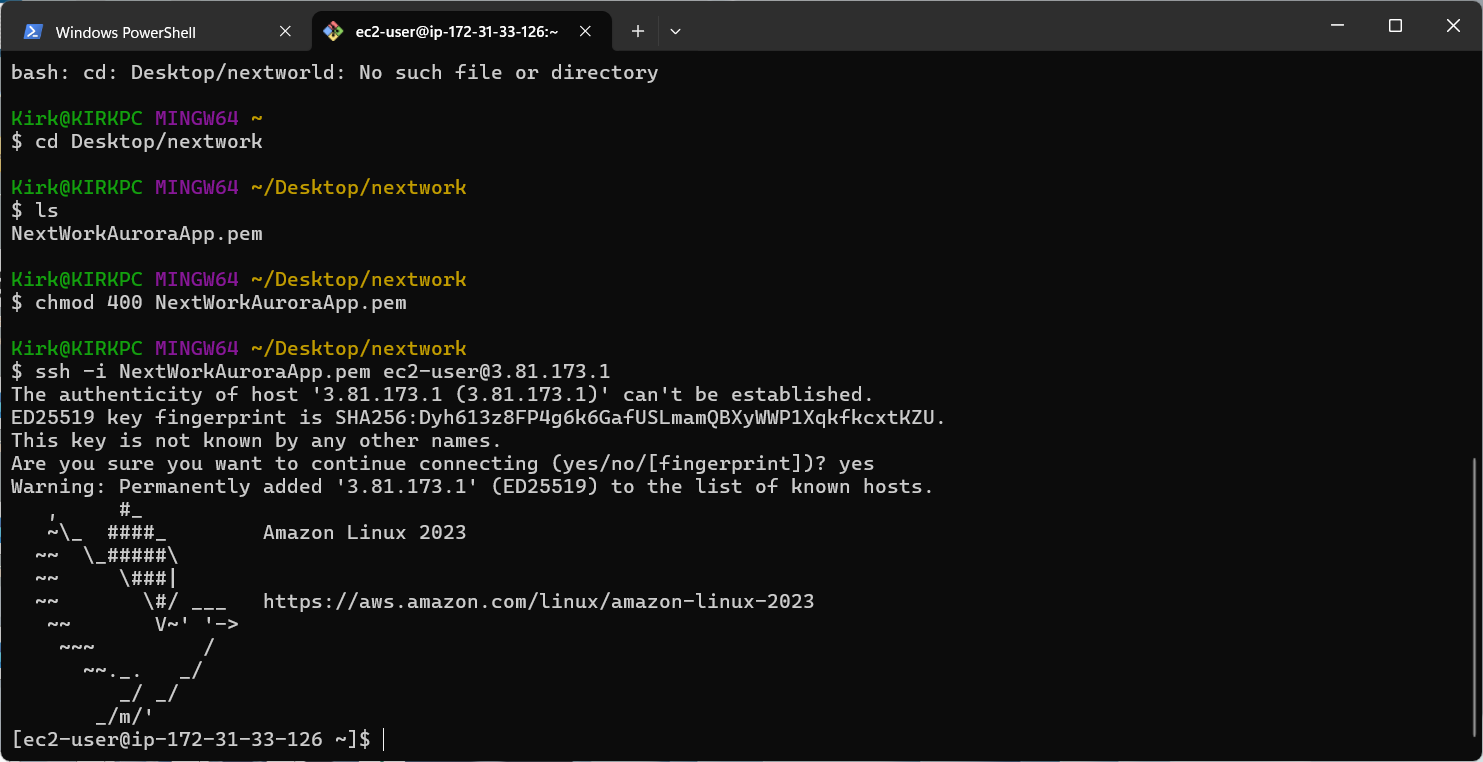 Windows PowerShell
ec2-user@ip-172-31-33-126:~
bash: cd: Desktop/nextworld: No such file or directory
Kirk@KIRKPC MINGW64 ~
$ cd Desktop/nextwork
Kirk@KIRKPC MINGW64 ~/Desktop/nextwork
$ ls
NextWorkAuroraApp.pem
Kirk@KIRKPC MINGW64 ~/Desktop/nextwork
$ chmod 400 NextWorkAuroraApp.pem
Kirk@KIRKPC MINGW64 ~/Desktop/nextwork
$ ssh -i NextWorkAuroraApp.pem ec2-user@3.81.173.1
The authenticity of host '3.81.173.1 (3.81.173.1)' can't be established.
ED25519 key fingerprint is SHA256:Dyh613z8FP4g6k6GafUSLmamQBXyWWP1XqkfkcxtKZU.
This key is not known by any other names.
Are you sure you want to continue connecting (yes/no/[fingerprint])? yes
Warning: Permanently added '3.81.173.1' (ED25519) to the list of known hosts.
   ,     #_
   ~\_  ####_        Amazon Linux 2023
  ~~  \_#####\
  ~~     \###|
  ~~       \#/ ___   https://aws.amazon.com/linux/amazon-linux-2023
   ~~       V~' '->
    ~~~         /
      ~~._.   _/
         _/ _/
       _/m/'
[ec2-user@ip-172-31-33-126 ~]$